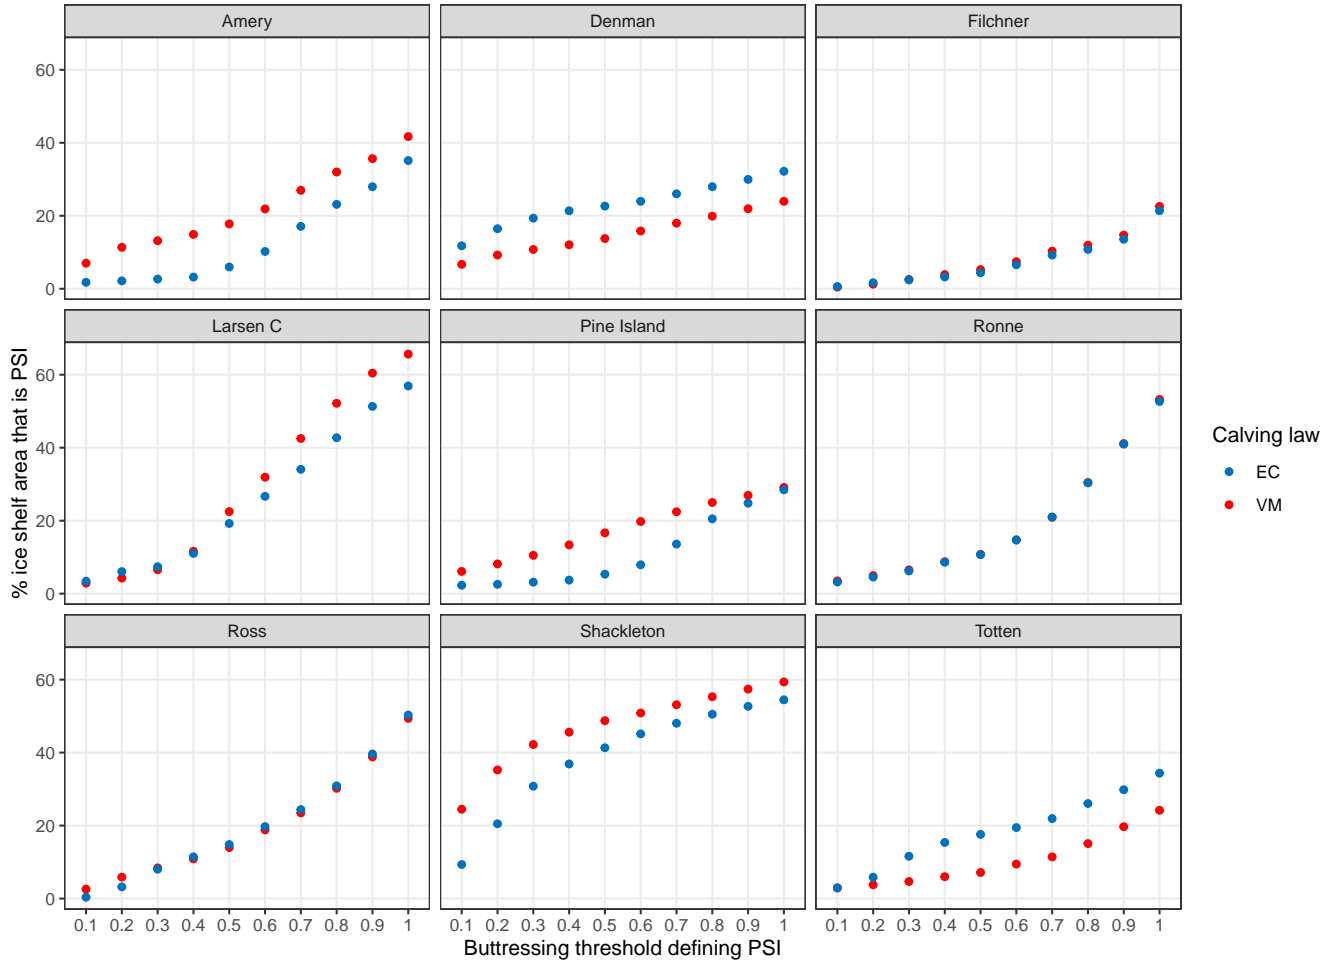 Amery
Denman
Filchner
60
40
20
0
Larsen C
Pine Island
Ronne
60
40
20
0
Ross
Shackleton
Totten
60
40
20
0
0.1 0.2 0.3 0.4 0.5 0.6 0.7 0.8 0.9 1
0.1 0.2 0.3 0.4 0.5 0.6 0.7 0.8 0.9 1
0.1 0.2 0.3 0.4 0.5 0.6 0.7 0.8 0.9 1
Buttressing threshold defining PSI
% ice shelf area that is PSI
Calving law
EC
VM